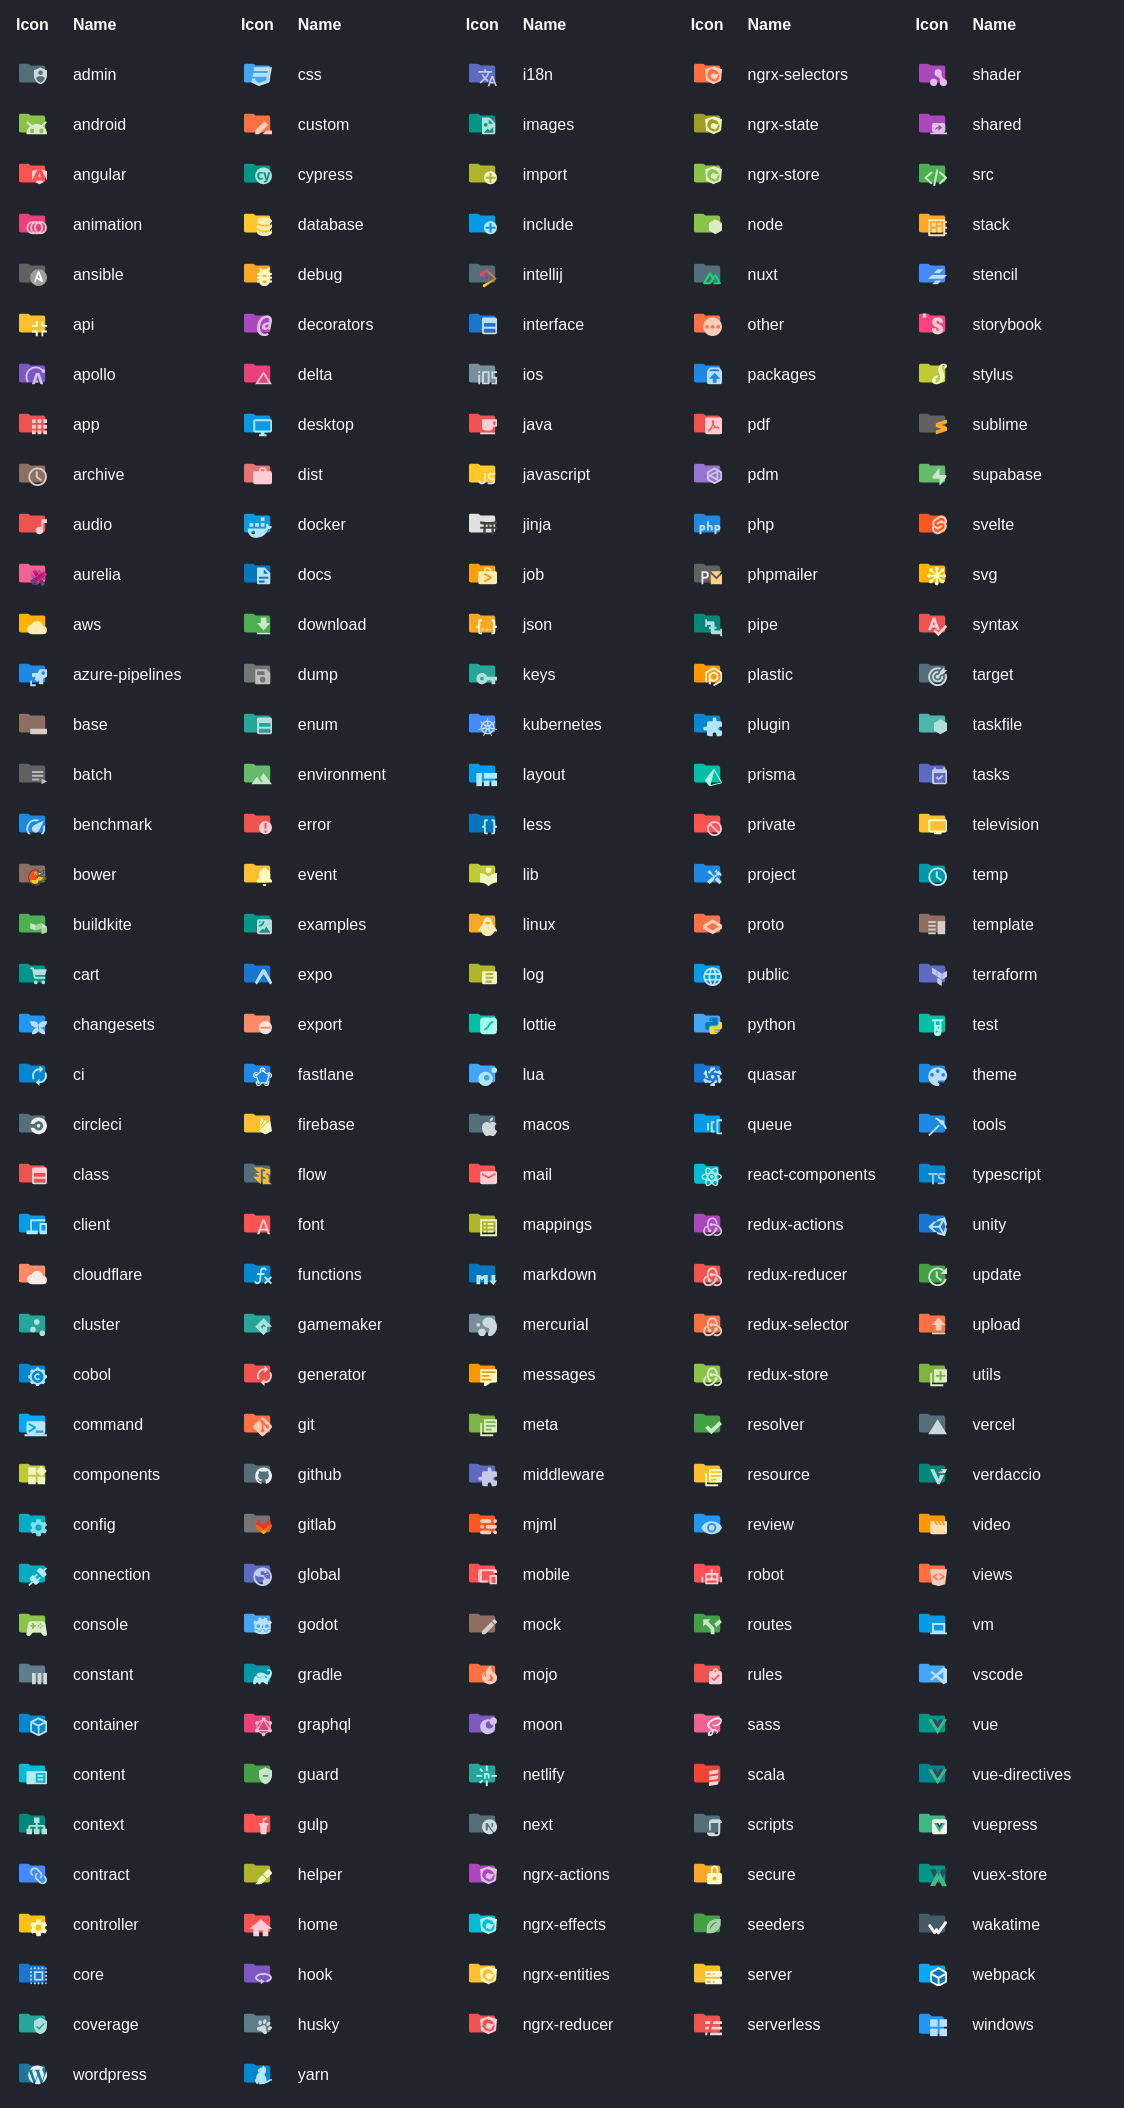 Icon Name Icon Name Icon Name Icon Name Icon Name
admin css i18n ngrx-selectors shader
android custom images ngrx-state shared
angular cypress import ngrx-store src
animation database include node stack
ansible debug intellij nuxt stencil
api decorators interface other storybook
apollo delta ios packages stylus
app desktop java pdf sublime
archive dist javascript pdm supabase
audio docker jinja php svelte
aurelia docs job phpmailer svg
aws download json pipe syntax
azure-pipelines dump keys plastic target
base enum kubernetes plugin taskfile
batch environment layout prisma tasks
benchmark error less private television
bower event lib project temp
buildkite examples linux proto template
cart expo log public terraform
changesets export lottie python test
ci fastlane lua quasar theme
circleci firebase macos queue tools
class flow mail react-components typescript
client font mappings redux-actions unity
cloudflare functions markdown redux-reducer update
cluster gamemaker mercurial redux-selector upload
cobol generator messages redux-store utils
command git meta resolver vercel
components github middleware resource verdaccio
config gitlab mjml review video
connection global mobile robot views
console godot mock routes vm
constant gradle mojo rules vscode
container graphql moon sass vue
content guard netlify scala vue-directives
context gulp next scripts vuepress
contract helper ngrx-actions secure vuex-store
controller home ngrx-effects seeders wakatime
core hook ngrx-entities server webpack
coverage husky ngrx-reducer serverless windows
wordpress yarn